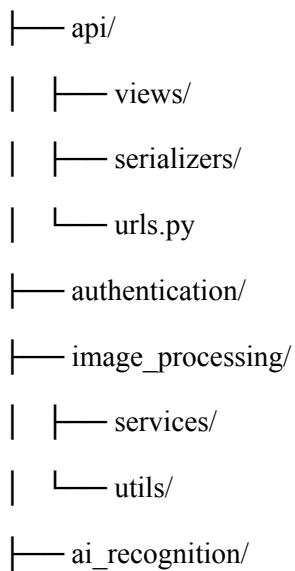 ├── api/
│ ├── views/
│ ├── serializers/
│ └── urls.py
├── authentication/
├── image_processing/
│ ├── services/
│ └── utils/
├── ai_recognition/